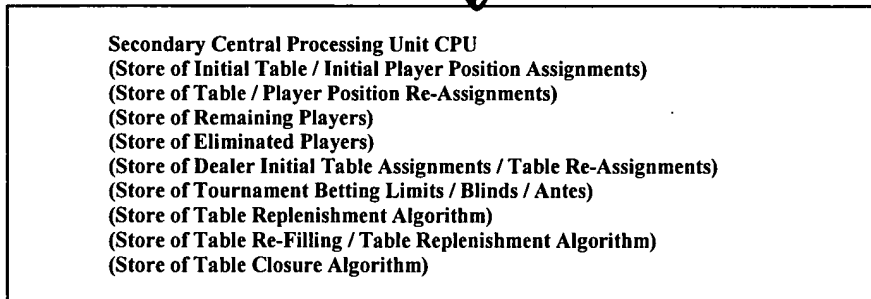 Secondary Central Processing Unit CPU
(Store of Initial Table / Initial Player Position Assignments)
(Store of Table / Player Position Re-Assignments)
(Store of Remaining Players)
(Store of Eliminated Players)
(Store of Dealer Initial Table Assignments / Table Re-Assignments)
(Store of Tournament Betting Limits / Blinds / Antes)
(Store of Table Replenishment Algorithm)
(Store of Table Re-Filling / Table Replenishment Algorithm)
(Store of Table Closure Algorithm)